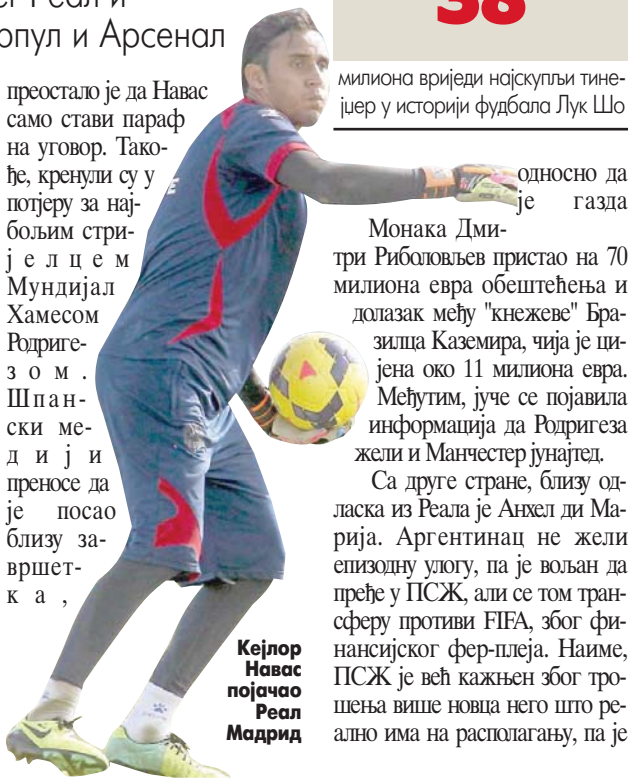 Реал и
рпул и Арсенал
преостало је да Навас
само стави параф
на уговор. Тако-
ђе, кренули су у
потјеру за нај-
бољим стри-
јелцем
Мундијал
Хамесом
Родриге-
зом.
Шпан-
ски ме-
дији
преносе да
је посао
близу за-
вршет-
ка,
Кејлор
Навас
појачао
Реал
Мадрид
38
милиона вриједи најскупљи тине-
јџер у историји фудбала Лук Шо
односно да
је газда
Монака Дми-
три Риболовљев пристао на 70
милиона евра обештећења и
долазак међу "кнежеве" Бра-
зилца Каземира, чија је ци-
јена око 11 милиона евра.
Међутим, јуче се појавила
информација да Родригеза
жели и Манчестер јунајтед.
Са друге стране, близу од-
ласка из Реала је Анхел ди Ма-
рија. Аргентинац не жели
епизодну улогу, па је вољан да
пређе у ПСЖ, али се том тран-
сферу противи FIFA, због фи-
нансијског фер-плеја. Наиме,
ПСЖ је већ кажњен због тро-
шења више новца него што ре-
ално има на располагању, па је